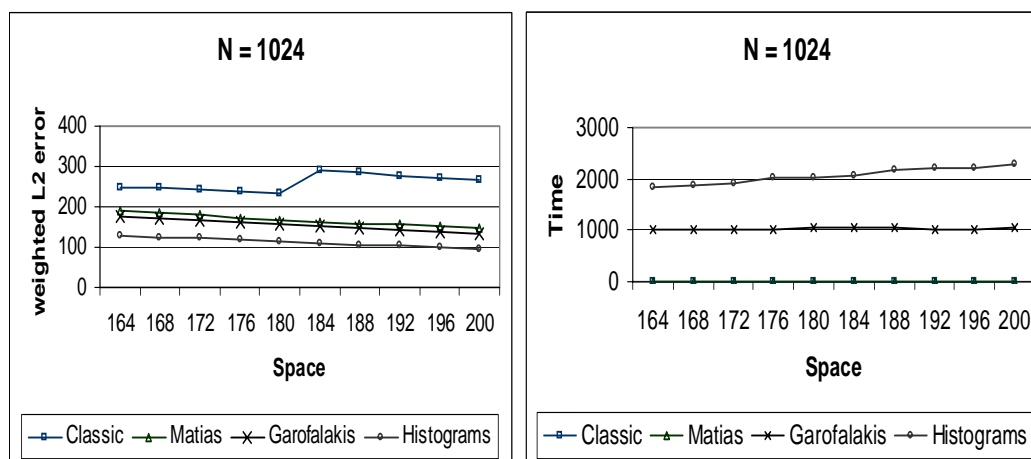 N = 1024
weighted L2 error
400
300
200
100
0
164 168 172 176 180 184 188 192 196 200
Space
Classic Matias Garofalakis Histograms
N = 1024
Time
3000
2000
1000
0
164 168 172 176 180 184 188 192 196 200
Space
Classic Matias Garofalakis Histograms